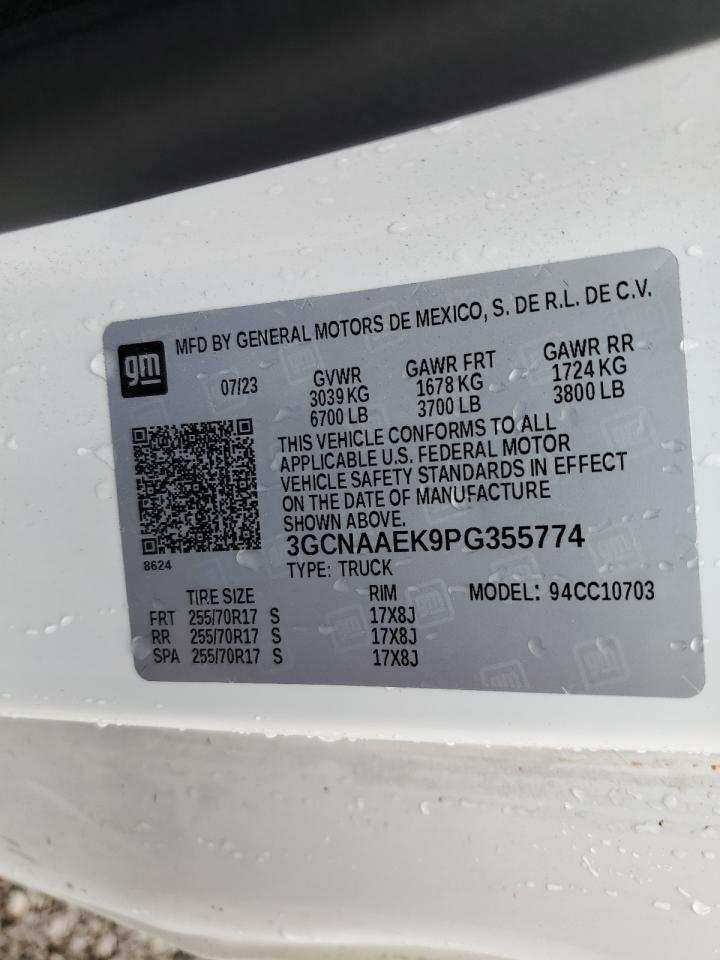 gm MFD BY GENERAL MOTORS DE MEXICO, S. DE R.L. DE C.V.
07/23 GVWR GAWR FRT GAWR RR
3039 KG 1678 KG 1724 KG
6700 LB 3700 LB 3800 LB
THIS VEHICLE CONFORMS TO ALL
APPLICABLE U.S. FEDERAL MOTOR
VEHICLE SAFETY STANDARDS IN EFFECT
ON THE DATE OF MANUFACTURE
SHOWN ABOVE.
3GCNAAEK9PG355774
8624
TYPE: TRUCK
TIRE SIZE RIM MODEL: 94CC10703
FRT 255/70R17 S 17X8J
RR 255/70R17 S 17X8J
SPA 255/70R17 S 17X8J